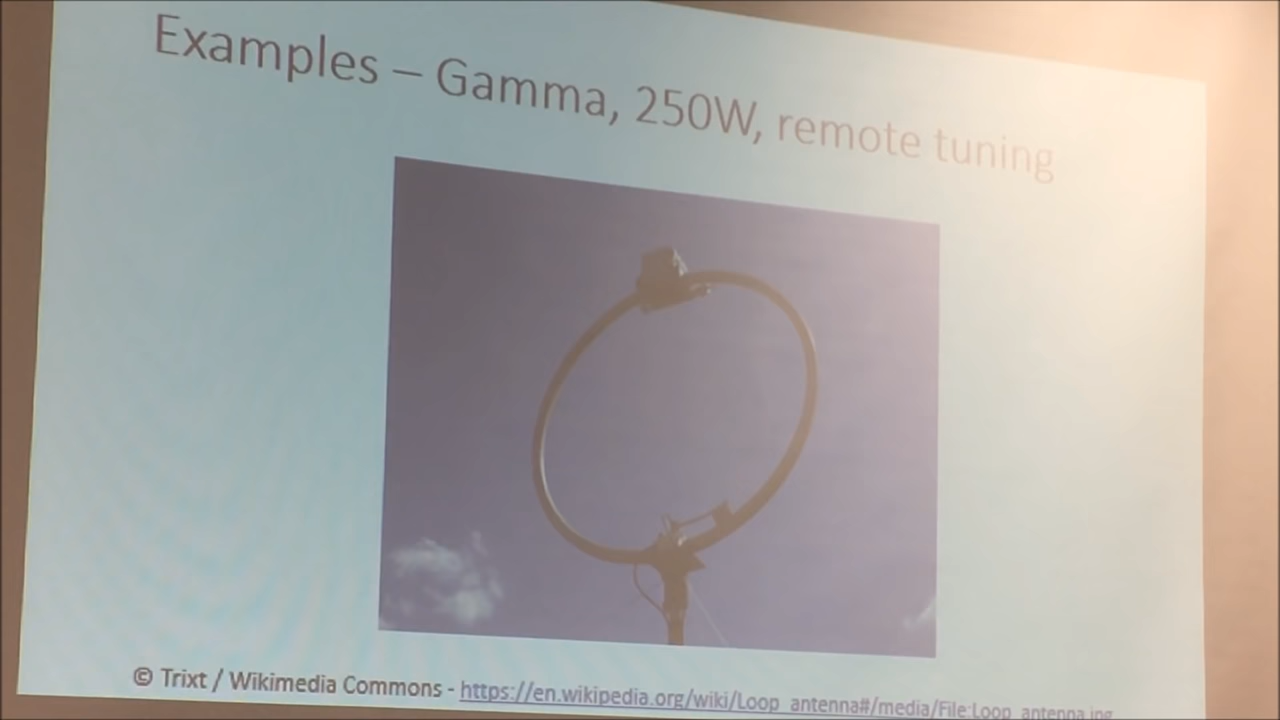 Examples – Gamma, 250W, remote tuning
© Trixt / Wikimedia Commons - https://en.wikipedia.org/wiki/Loop_antenna#/media/File:Loop_antenna.jpg